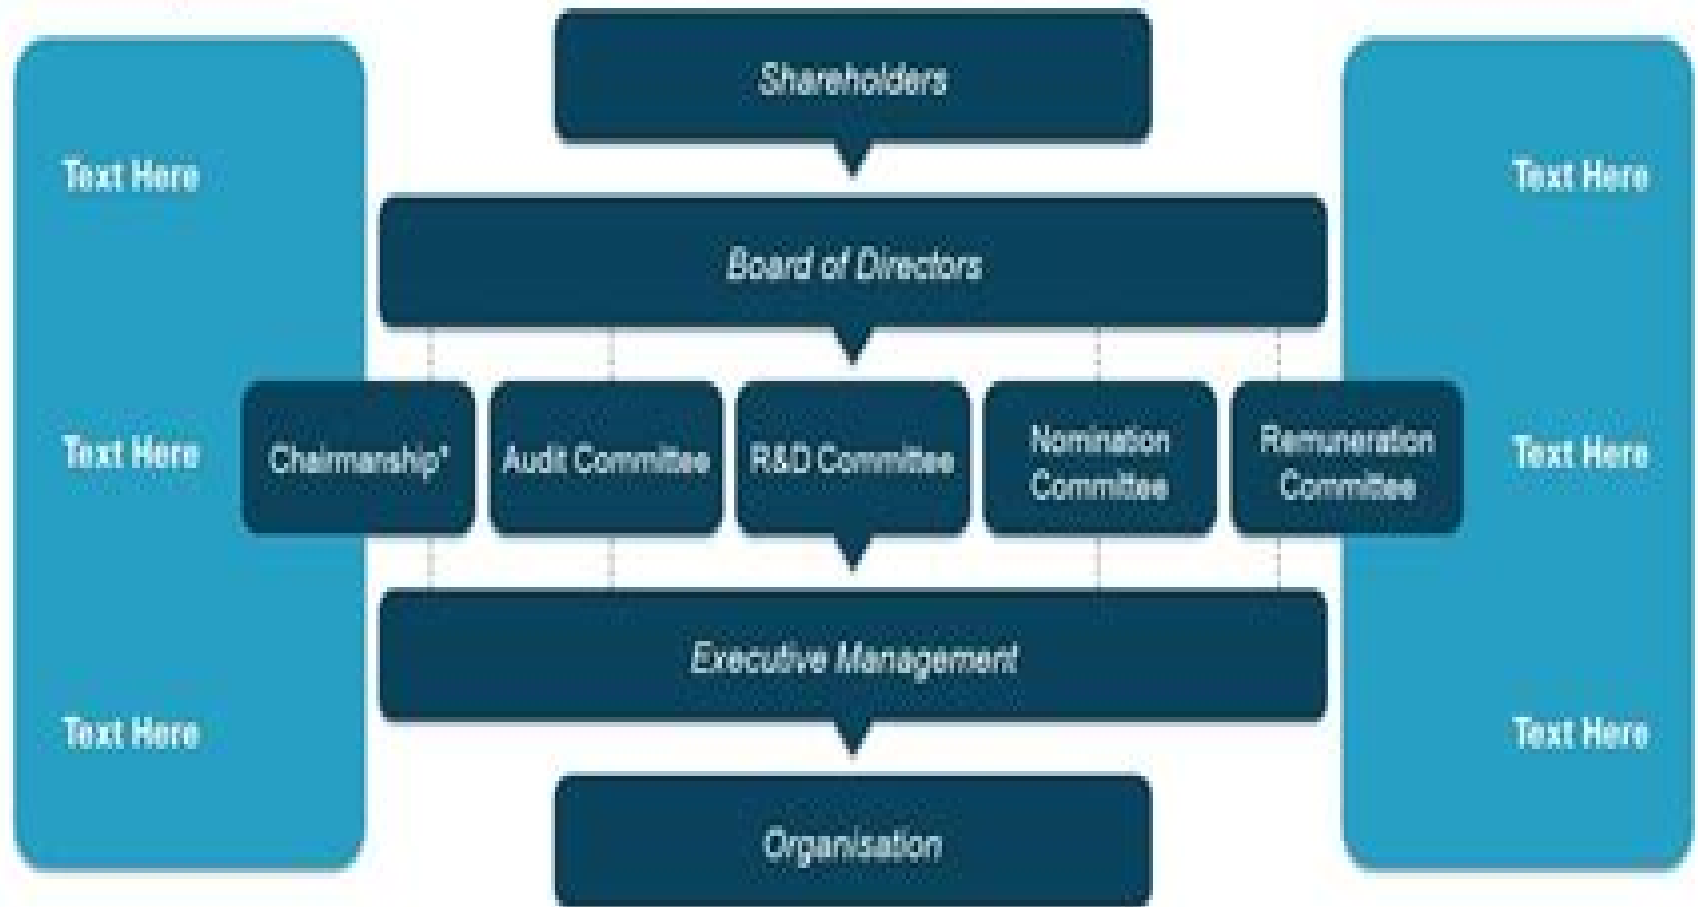 Shareholders
Text Here
Text Here
Board of Directors
Chairmanship*
Audit Committee
R&D Committee
Nomination
Committee
Remuneration
Committee
Text Here
Text Here
Executive Management
Text Here
Text Here
Organisation